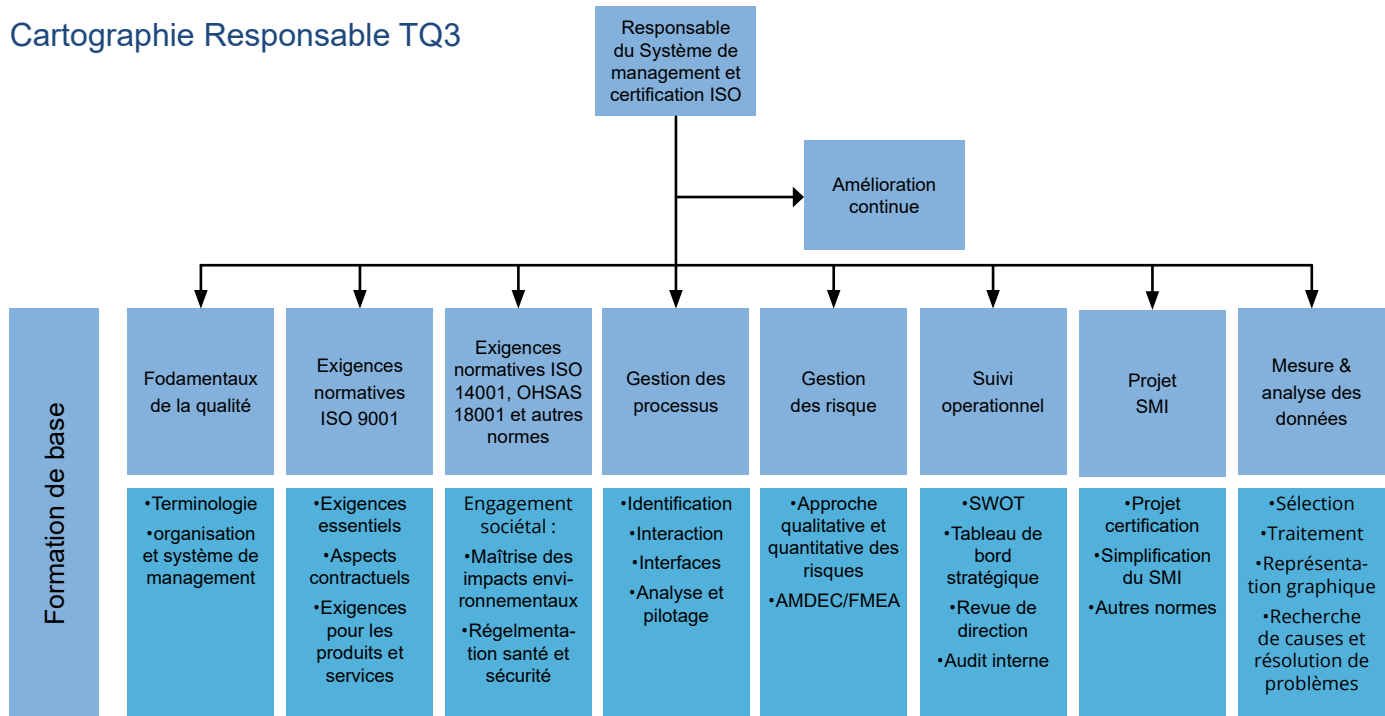 Cartographie Responsable TQ3
Responsable
du Système de
management et
certification ISO
Amélioration
continue
Formation de base
Fodamentaux
de la qualité
•Terminologie
•organisation
et système de
management
Exigences
normatives
ISO 9001
•Exigences
essentiels
•Aspects
contractuels
•Exigences
pour les
produits et
services
Exigences
normatives ISO
14001, OHSAS
18001 et autres
normes
Engagement
sociétal :
•Maîtrise des
impacts envi-
ronnementaux
•Régelmenta-
tion santé et
sécurité
Gestion des
processus
•Identification
•Interaction
•Interfaces
•Analyse et
pilotage
Gestion
des risque
•Approche
qualitative et
quantitative des
risques
•AMDEC/FMEA
Suivi
operationnel
•SWOT
•Tableau de
bord
stratégique
•Revue de
direction
•Audit interne
Projet
SMI
•Projet
certification
•Simplification
du SMI
•Autres normes
Mesure &
analyse des
données
•Sélection
•Traitement
•Représenta-
tion graphique
•Recherche
de causes et
résolution de
problèmes